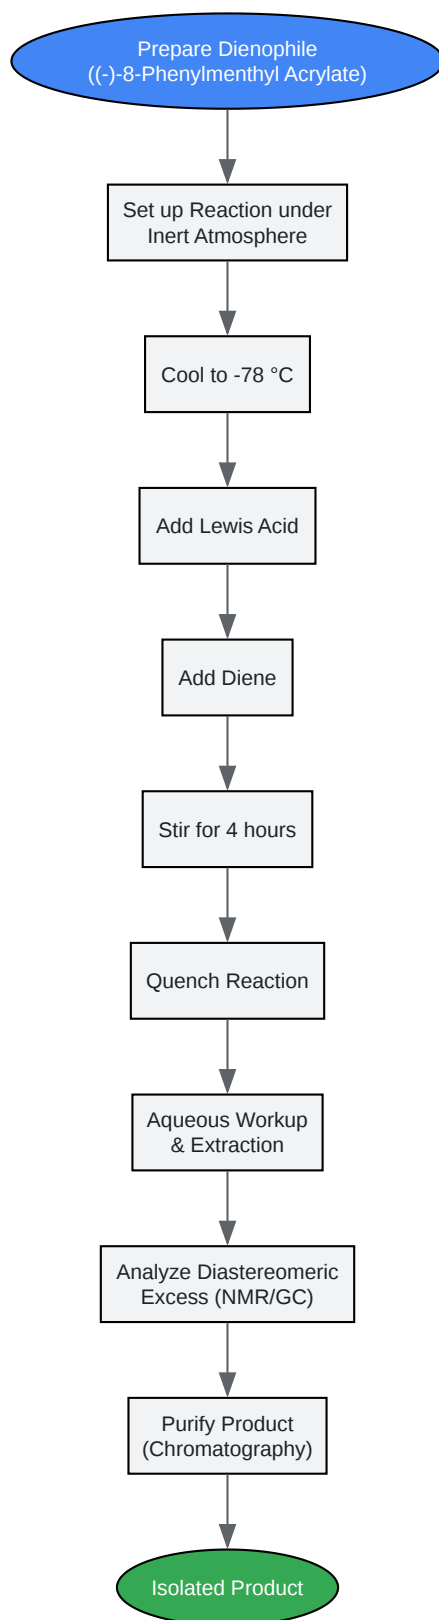 Prepare Dienophile
((-)-8-Phenylmenthyl Acrylate)
Set up Reaction under
Inert Atmosphere
Cool to -78 °C
Add Lewis Acid
Add Diene
Stir for 4 hours
Quench Reaction
Aqueous Workup
& Extraction
Analyze Diastereomeric
Excess (NMR/GC)
Purify Product
(Chromatography)
Isolated Product